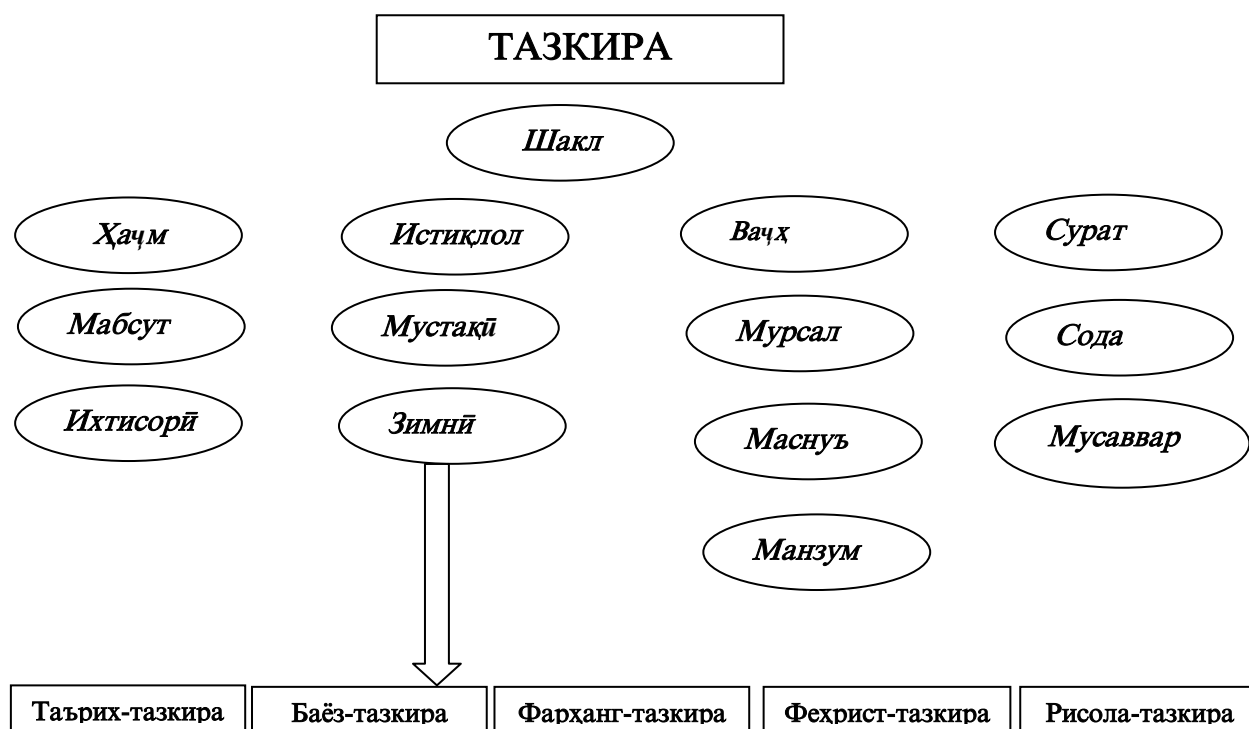 ТАЗКИРА
Шакл
Ҳаҷм Истиқлол Ваҷҳ Сурат
Мабсут Мустақӣ Мурсал Сода
Ихтисорӣ Зимнӣ Маснуъ Мусаввар
Манзум
Таърих-тазкира Баёз-тазкира Фарҳанг-тазкира Феҳрист-тазкира Рисола-тазкира